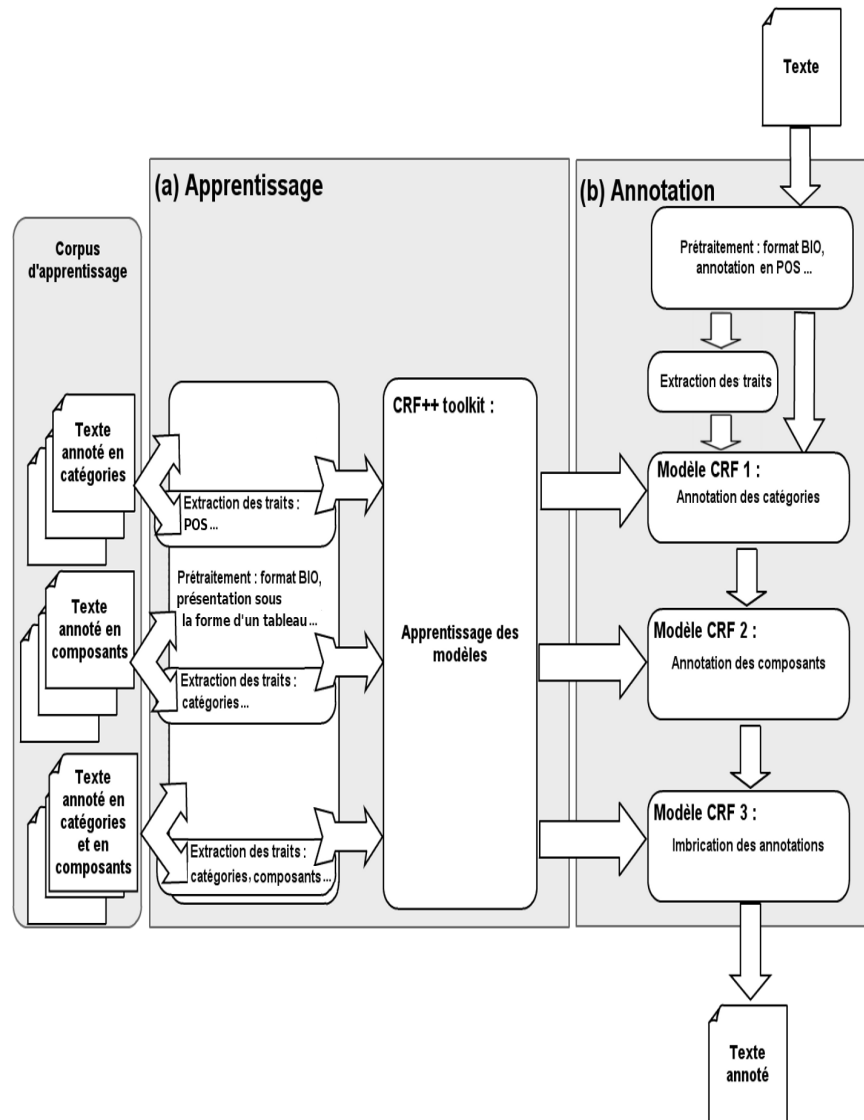 Texte
(a) Apprentissage
(b) Annotation
Corpus
d'apprentissage
Prétraitement : format BIO,
annotation en POS ...
Extraction des traits
CRF++ toolkit :
Texte
annoté en
catégories
Extraction des traits :
POS ...
Modèle CRF 1 :
Annotation des catégories
Prétraitement : format BIO,
présentation sous
la forme d'un tableau ...
Texte
annoté en
composants
Extraction des traits :
catégories ...
Apprentissage des
modèles
Modèle CRF 2 :
Annotation des composants
Texte
annoté en
catégories
et en
composants
Extraction des traits :
catégories, composants ...
Modèle CRF 3 :
Imbrication des annotations
Texte
annoté